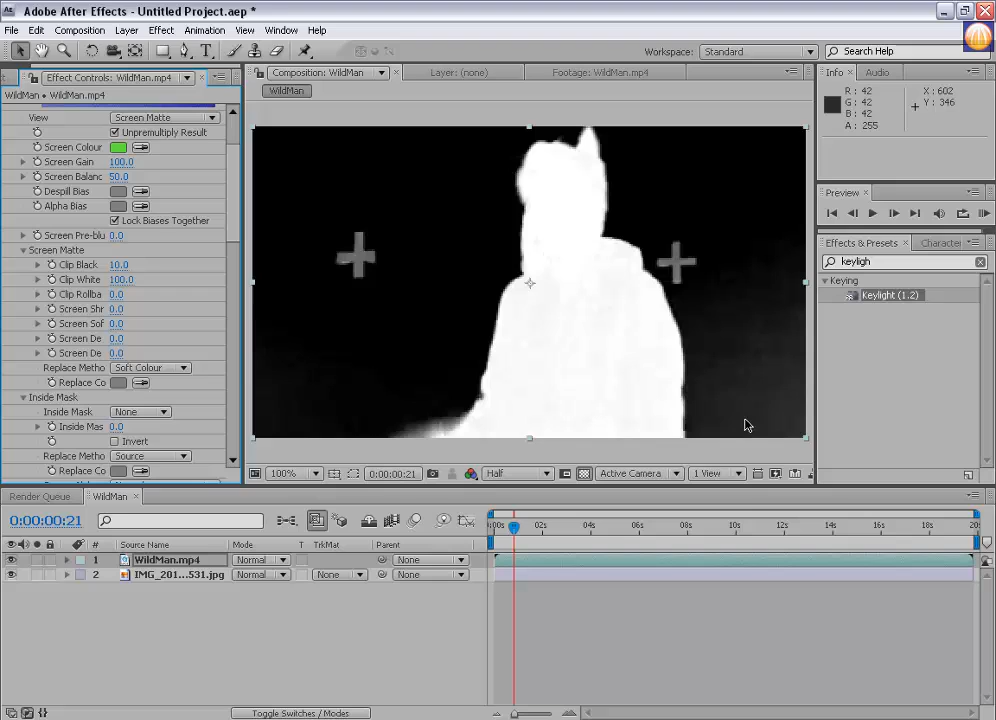 Adobe After Effects - Untitled Project.aep *
File Edit Composition Layer Effect Animation View Window Help
Workspace: Standard Search Help
Effect Controls: WildMan.mp4
WildMan • WildMan.mp4
View Screen Matte
Unpremultiply Result
Screen Colour
Screen Gain 100.0
Screen Balanc 50.0
Despill Bias
Alpha Bias
Lock Biases Together
Screen Pre-blu 0.0
Screen Matte
Clip Black 10.0
Clip White 100.0
Clip Rollba 0.0
Screen Shr 0.0
Screen Sof 0.0
Screen De 0.0
Screen De 0.0
Replace Metho Soft Colour
Replace Co
Inside Mask
Inside Mask None
Inside Mas 0.0
Invert
Replace Metho Source
Replace Co
Composition: WildMan Layer: (none) Footage: WildMan.mp4
WildMan
100% 0:00:00:21 Half Active Camera 1 View
Info Audio
R : 42 X : 602
G : 42 Y : 346
B : 42
A : 255
Preview
Effects & Presets Character
keyligh
Keying
Keylight (1.2)
Render Queue WildMan
0:00:00:21
:00s 02s 04s 06s 08s 10s 12s 14s 16s 18s 20s
# Source Name Mode T TrkMat Parent
1 WildMan.mp4 Normal None
2 IMG_201...531.jpg Normal None None
Toggle Switches / Modes